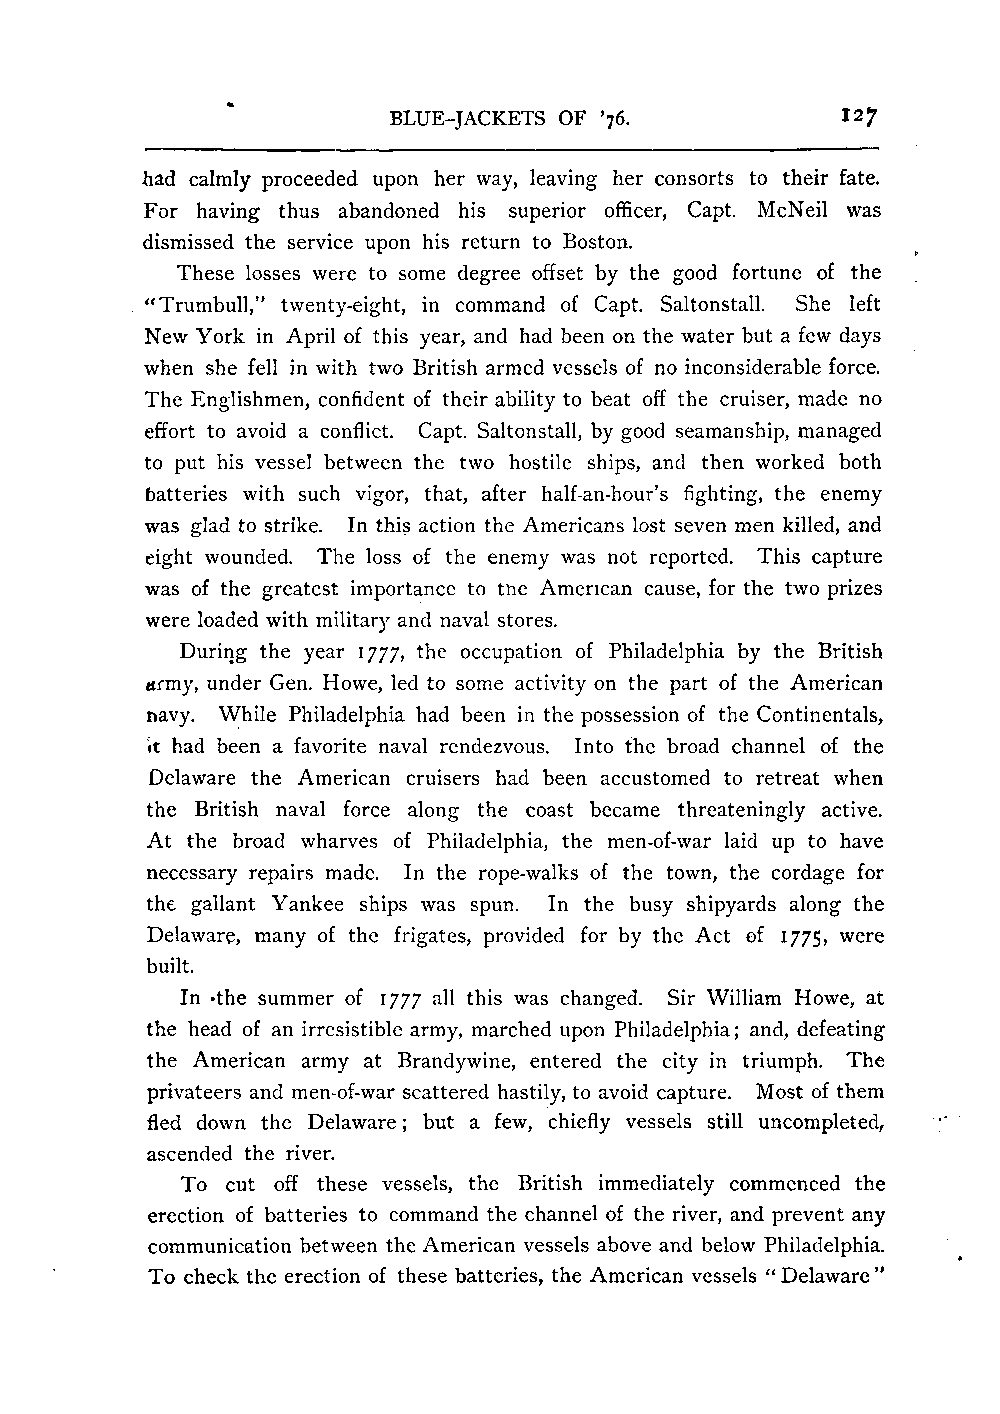 BLUE-JACKETS OF '76. 127
had calmly proceeded upon her way, leaving her consorts to their fate.
For having thus abandoned his superior officer, Capt. McNeil was
dismissed the service upon his return to Boston.
These losses were to some degree offset by the good fortune of the
"Trumbull," twenty-eight, in command of Capt. Saltonstall. She left
New York in April of this year, and had been on the water but a few days
when she fell in with two British armed vessels of no inconsiderable force.
The Englishmen, confident of their ability to beat off the cruiser, made no
effort to avoid a conflict. Capt. Saltonstall, by good seamanship, managed
to put his vessel between the two hostile ships, and then worked both
batteries with such vigor, that, after half-an-hour's fighting, the enemy
was glad to strike. In this action the Americans lost seven men killed, and
eight wounded. The loss of the enemy was not reported. This capture
was of the greatest importance to the American cause, for the two prizes
were loaded with military and naval stores.
During the year 1777, the occupation of Philadelphia by the British
army, under Gen. Howe, led to some activity on the part of the American
navy. While Philadelphia had been in the possession of the Continentals,
it had been a favorite naval rendezvous. Into the broad channel of the
Delaware the American cruisers had been accustomed to retreat when
the British naval force along the coast became threateningly active.
At the broad wharves of Philadelphia, the men-of-war laid up to have
necessary repairs made. In the rope-walks of the town, the cordage for
the gallant Yankee ships was spun. In the busy shipyards along the
Delaware, many of the frigates, provided for by the Act of 1775, were
built.
In the summer of 1777 all this was changed. Sir William Howe, at
the head of an irresistible army, marched upon Philadelphia; and, defeating
the American army at Brandywine, entered the city in triumph. The
privateers and men-of-war scattered hastily, to avoid capture. Most of them
fled down the Delaware; but a few, chiefly vessels still uncompleted,
ascended the river.
To cut off these vessels, the British immediately commenced the
erection of batteries to command the channel of the river, and prevent any
communication between the American vessels above and below Philadelphia.
To check the erection of these batteries, the American vessels "Delaware"